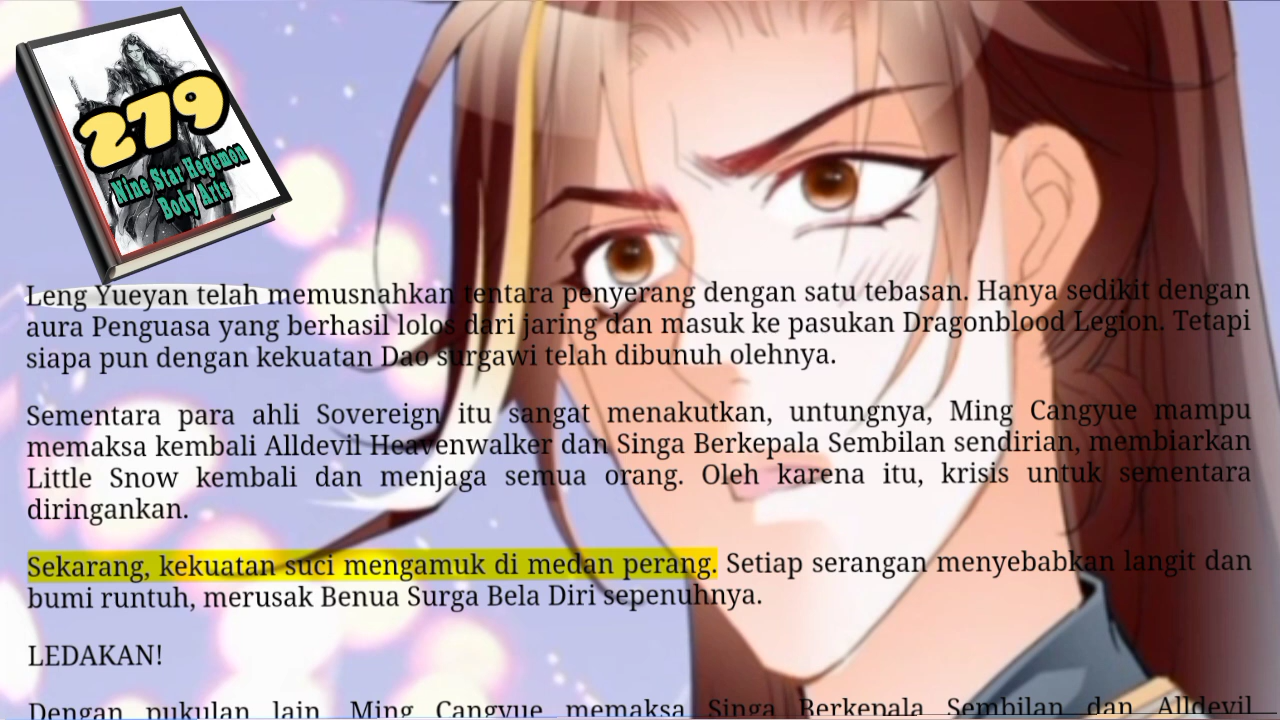 279
Nine Star Hegemon
Body Arts
Leng Yueyan telah memusnahkan tentara penyerang dengan satu tebasan. Hanya sedikit dengan
aura Penguasa yang berhasil lolos dari jaring dan masuk ke pasukan Dragonblood Legion. Tetapi
siapa pun dengan kekuatan Dao surgawi telah dibunuh olehnya.
Sementara para ahli Sovereign itu sangat menakutkan, untungnya, Ming Cangyue mampu
memaksa kembali Alldevil Heavenwalker dan Singa Berkepala Sembilan sendirian, membiarkan
Little Snow kembali dan menjaga semua orang. Oleh karena itu, krisis untuk sementara
diringankan.
Sekarang, kekuatan suci mengamuk di medan perang. Setiap serangan menyebabkan langit dan
bumi runtuh, merusak Benua Surga Bela Diri sepenuhnya.
LEDAKAN!
Dengan pukulan lain, Ming Cangyue memaksa Singa Berkepala Sembilan dan Alldevil